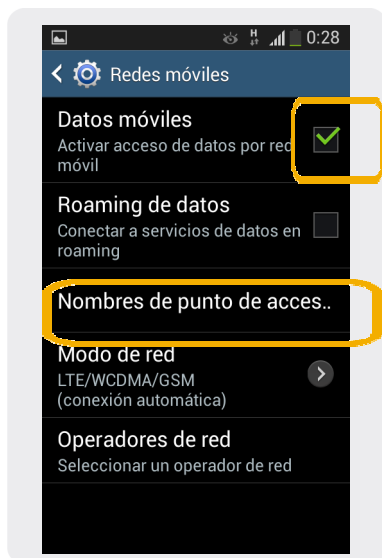 H 0:28
Redes móviles
Datos móviles
Activar acceso de datos por red
móvil
Roaming de datos
Conectar a servicios de datos en
roaming
Nombres de punto de acces..
Modo de red
LTE/WCDMA/GSM
(conexión automática)
Operadores de red
Seleccionar un operador de red